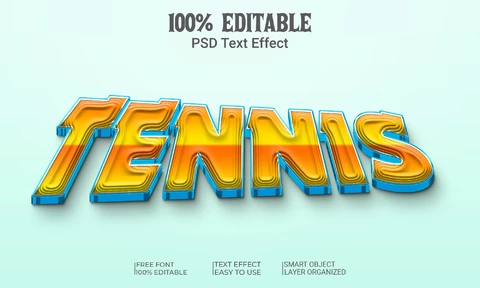 100% EDITABLE
PSD Text Effect
TENNIS
FREE FONT
100% EDITABLE
TEXT EFFECT
EASY TO USE
SMART OBJECT
LAYER ORGANIZED